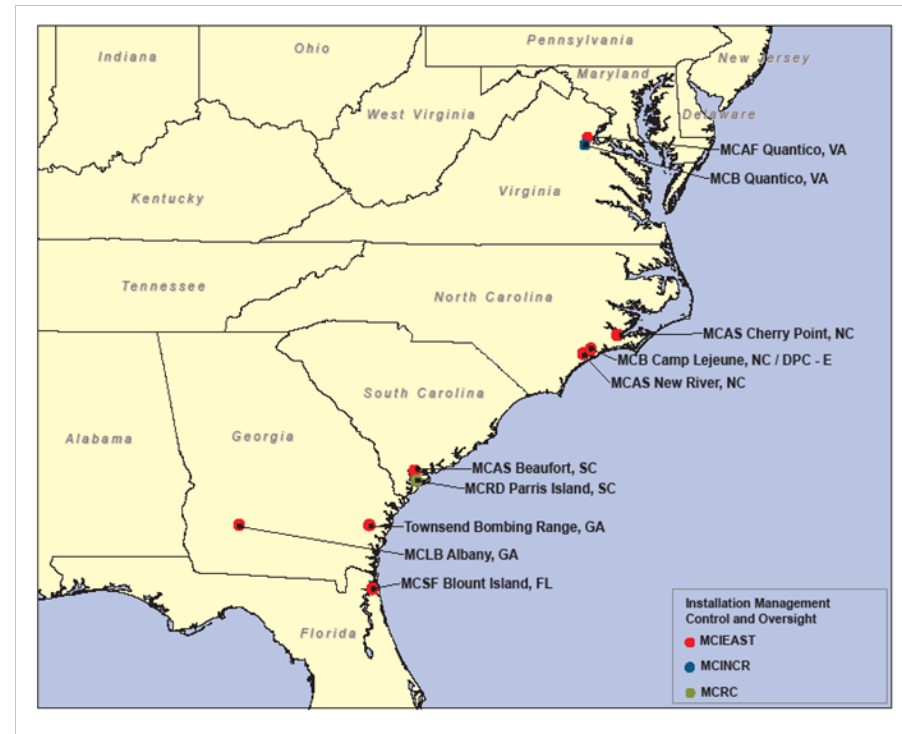 Pennsylvania
Ohio
Indiana
New Jersey
Maryland
West Virginia
Delaware
MCAF Quantico, VA
MCB Quantico, VA
Virginia
Kentucky
Tennessee
North Carolina
MCAS Cherry Point, NC
MCB Camp Lejeune, NC / DPC - E
MCAS New River, NC
South Carolina
Georgia
Alabama
MCAS Beaufort, SC
MCRD Parris Island, SC
Townsend Bombing Range, GA
MCLB Albany, GA
MCSF Blount Island, FL
Florida
Installation Management
Control and Oversight
MCIEAST
MCINCR
MCRC